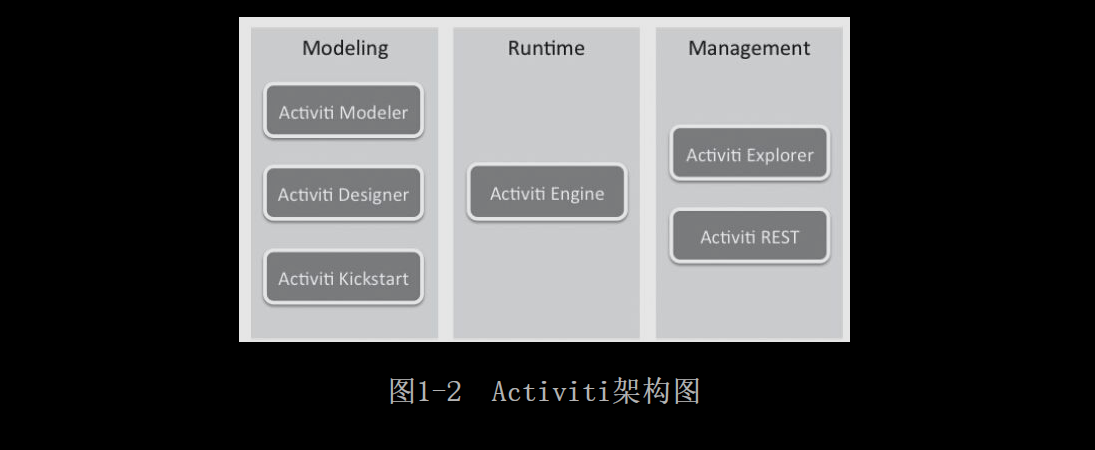 Modeling
Activiti Modeler
Activiti Designer
Activiti Kickstart
Runtime
Activiti Engine
Management
Activiti Explorer
Activiti REST
图1-2 Activiti架构图